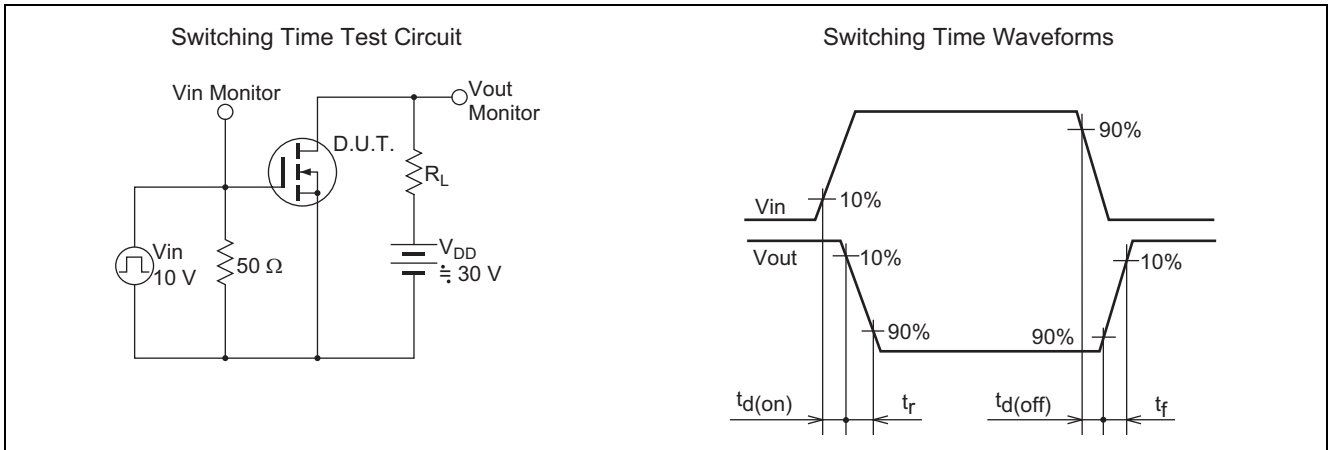 Switching Time Test Circuit
Vin Monitor
Vout
Monitor
D.U.T.
RL
Vin
10 V
50 Ω
VDD
≒ 30 V
Switching Time Waveforms
Vin
10%
90%
Vout
10%
90%
90%
10%
td(on)
tr
td(off)
tf